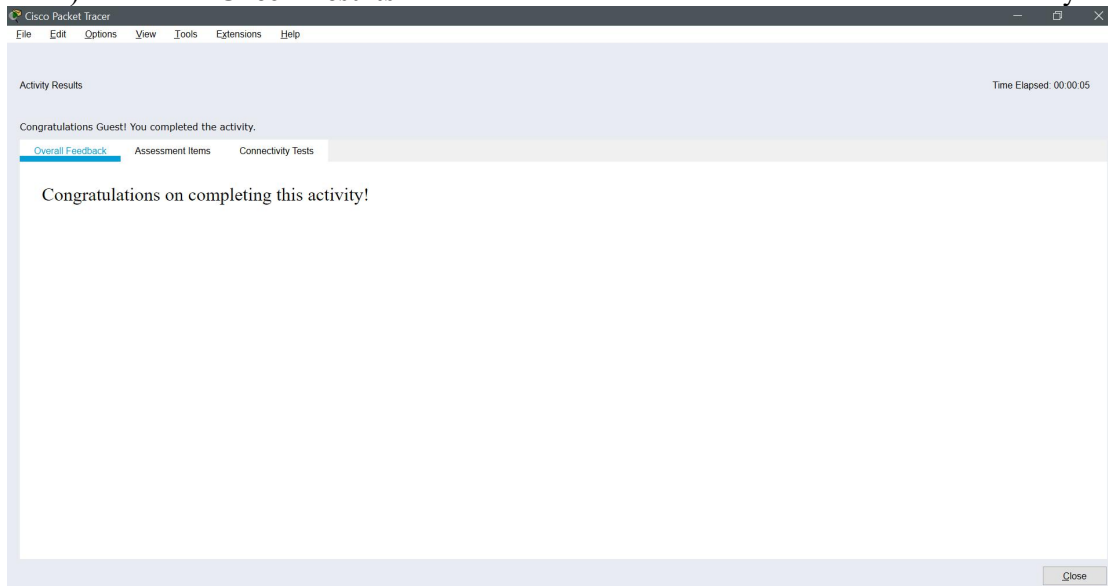 Cisco Packet Tracer
File Edit Options View Tools Extensions Help
Activity Results
Time Elapsed: 00:00:05
Congratulations Guest! You completed the activity.
Overall Feedback Assessment Items Connectivity Tests
Congratulations on completing this activity!
Close